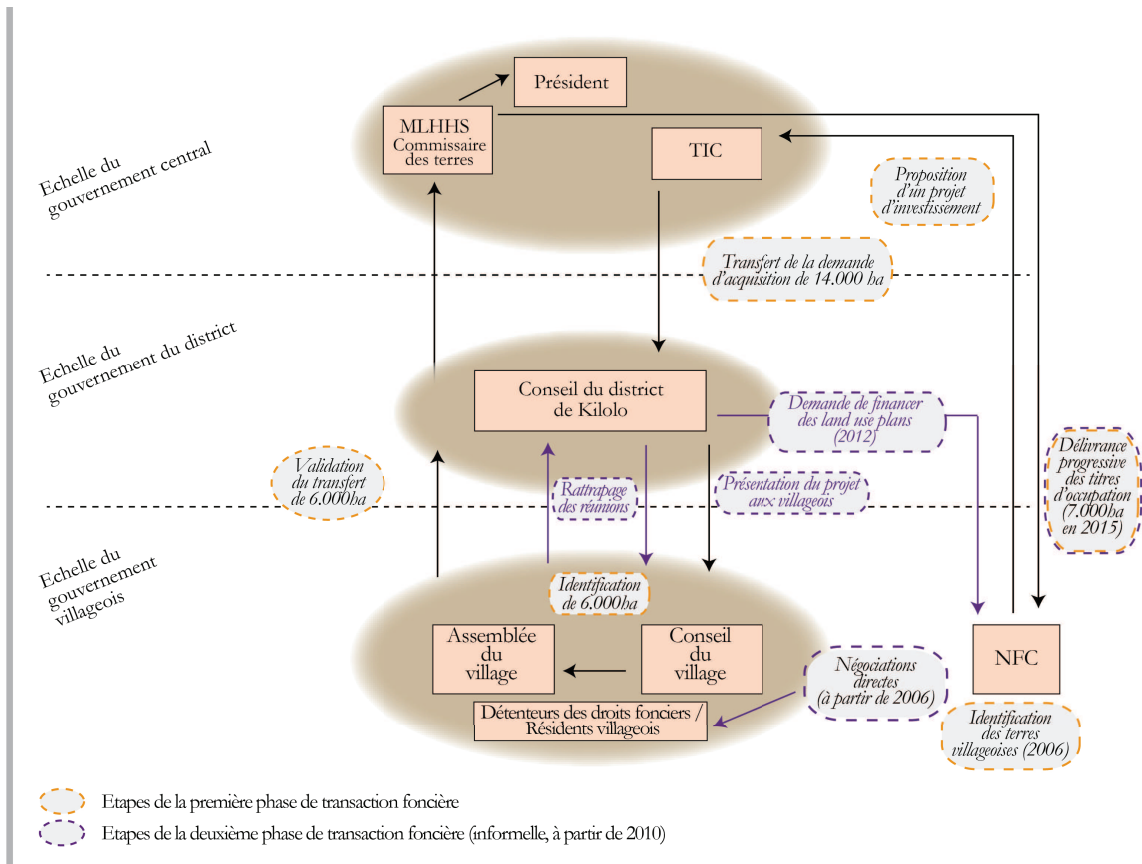 Président
MLHHS
Commissaire
des terres
TIC
Echelle du
gouvernement central
Proposition
d'un projet
d'investissement
Transfert de la demande
d'acquisition de 14.000 ha
Echelle du
gouvernement du district
Conseil du district
de Kilolo
Demande de financer
des land use plans
(2012)
Validation
du transfert
de 6.000ha
Rattrapage
des réunions
Présentation du projet
aux villageois
Délivrance
progressive
des titres
d'occupation
(7.000ha
en 2015)
Echelle du
gouvernement
villageois
Identification
de 6.000ha
Assemblée
du
village
Conseil
du
village
Négociations
directes
(à partir de 2006)
NFC
Détenteurs des droits fonciers /
Résidents villageois
Identification
des terres
villageoises (2006)
Etapes de la première phase de transaction foncière
Etapes de la deuxième phase de transaction foncière (informelle, à partir de 2010)